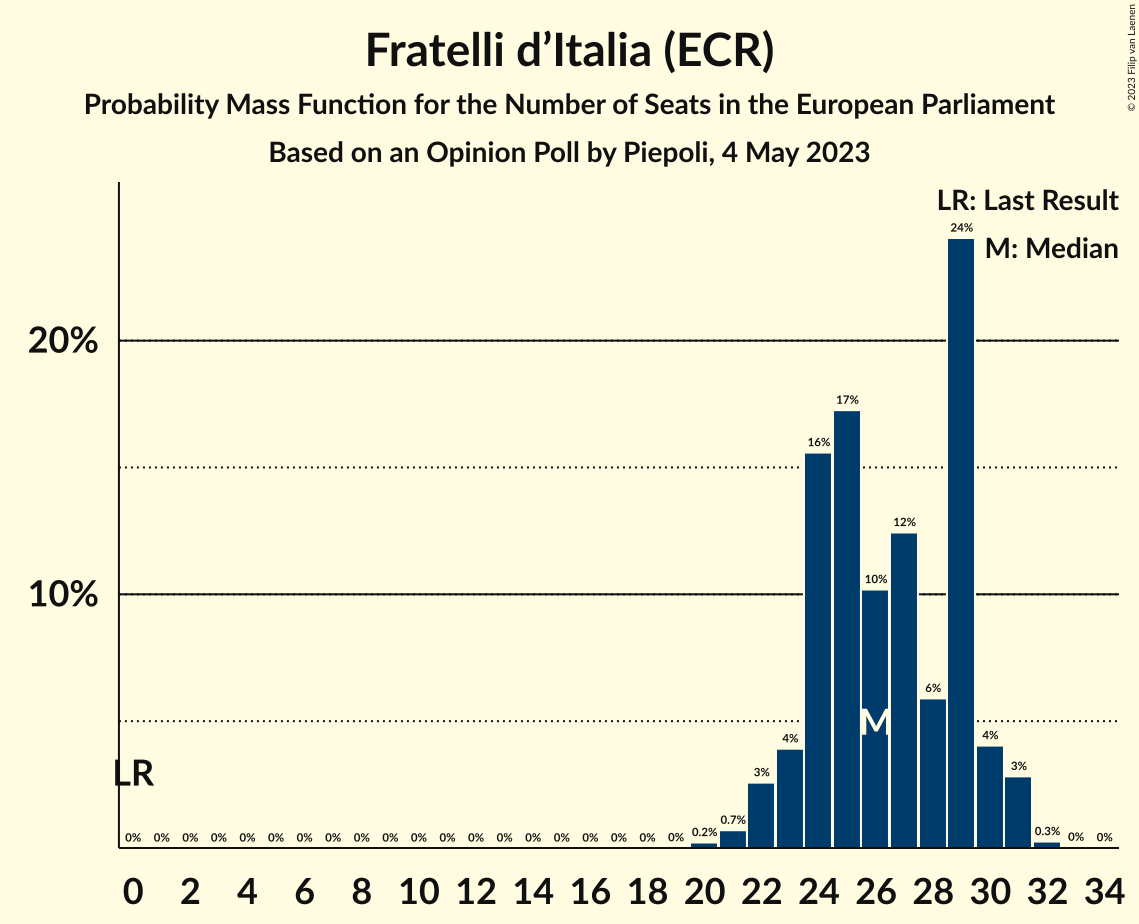 Fratelli d’Italia (ECR)
Probability Mass Function for the Number of Seats in the European Parliament
Based on an Opinion Poll by Piepoli, 4 May 2023
© 2023 Filip van Laenen
LR: Last Result
M: Median
20%
10%
24%
17%
16%
12%
10%
6%
4%
4%
3%
3%
M
LR
0% 0% 0% 0% 0% 0% 0% 0% 0% 0% 0% 0% 0% 0% 0% 0% 0% 0% 0% 0% 0.2% 0.7% 0.3% 0% 0%
0 2 4 6 8 10 12 14 16 18 20 22 24 26 28 30 32 34